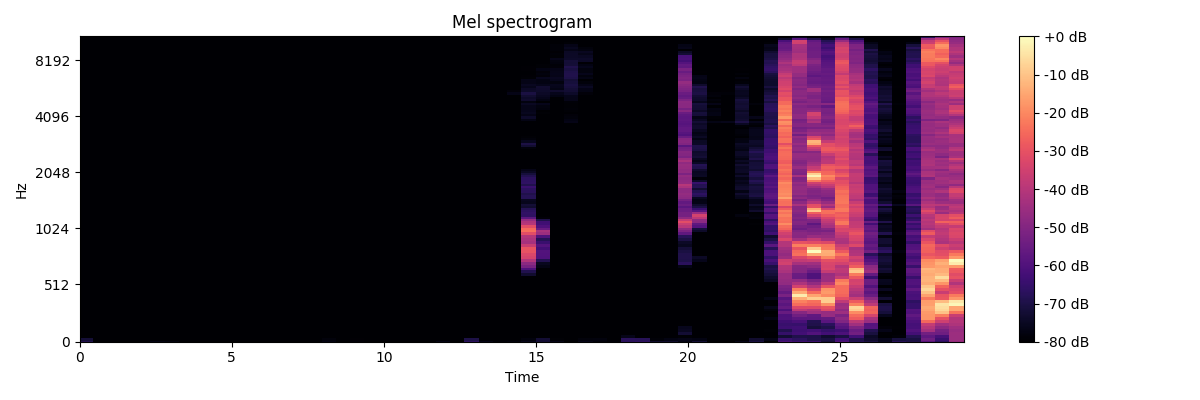 Mel spectrogram
8192
4096
2048
1024
512
0
Hz
0 5 10 15 20 25
Time
+0 dB
-10 dB
-20 dB
-30 dB
-40 dB
-50 dB
-60 dB
-70 dB
-80 dB